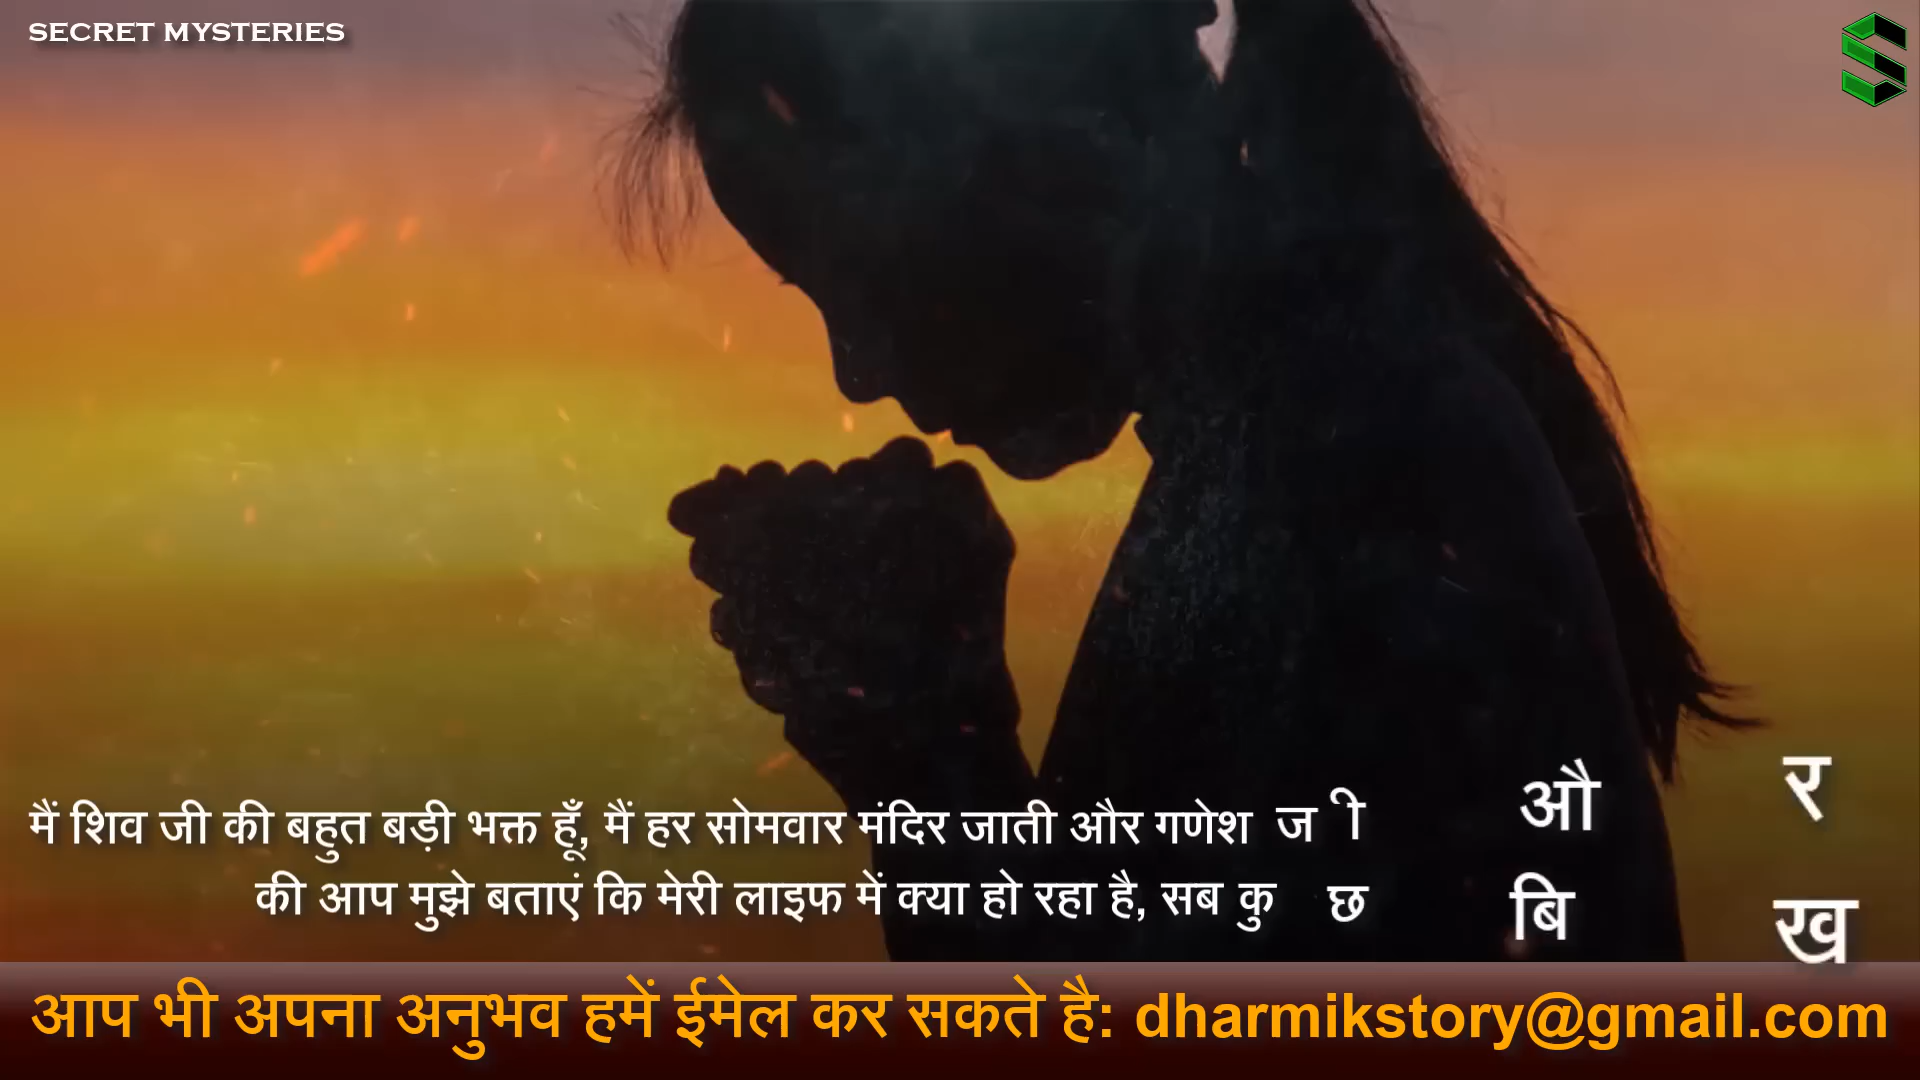 SECRET MYSTERIES
मैं शिव जी की बहुत बड़ी भक्त हूँ, मैं हर सोमवार मंदिर जाती और गणेश जी और
की आप मुझे बताएं कि मेरी लाइफ में क्या हो रहा है, सब कुछ बिख
आप भी अपना अनुभव हमें ईमेल कर सकते है: dharmikstory@gmail.com